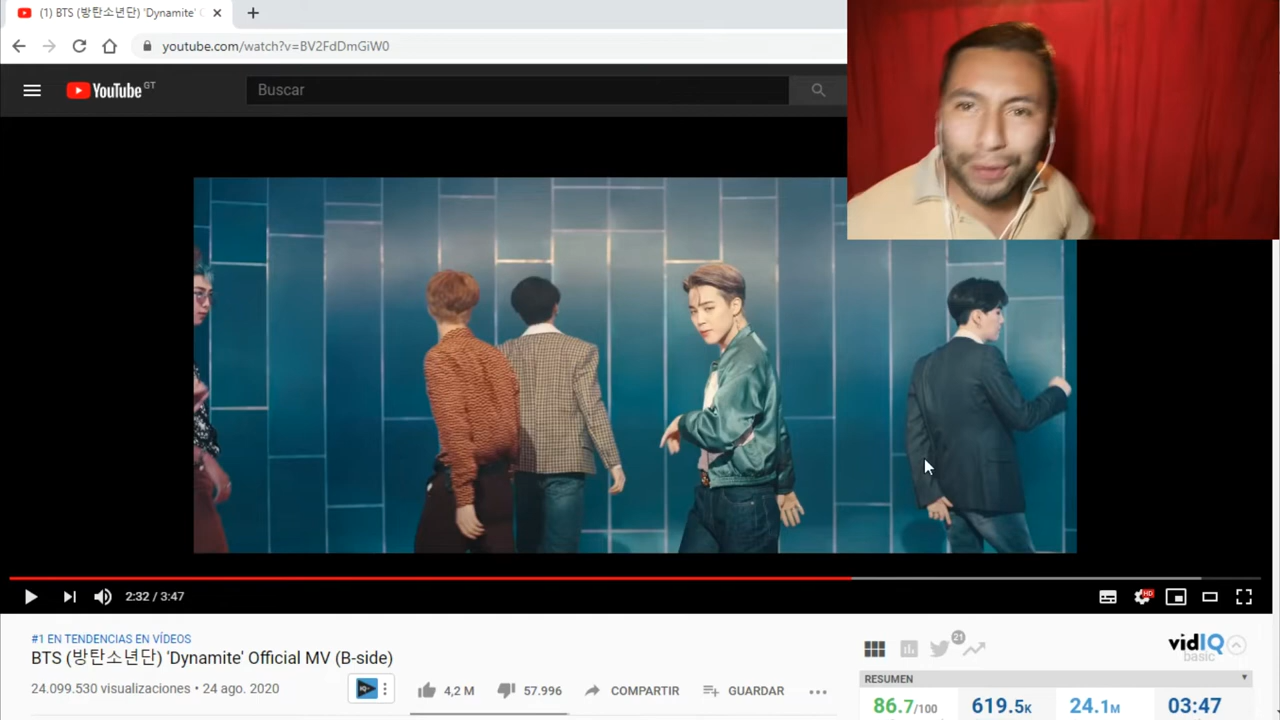 (1) BTS (방탄소년단) 'Dynamite'
youtube.com/watch?v=BV2FdDmGiW0
YouTube GT
Buscar
2:32 / 3:47
HD
#1 EN TENDENCIAS EN VÍDEOS
BTS (방탄소년단) 'Dynamite' Official MV (B-side)
24.099.530 visualizaciones • 24 ago. 2020
4,2 M
57.996
COMPARTIR
GUARDAR
21
vidIQ
basic
RESUMEN
86.7/100
619.5K
24.1M
03:47